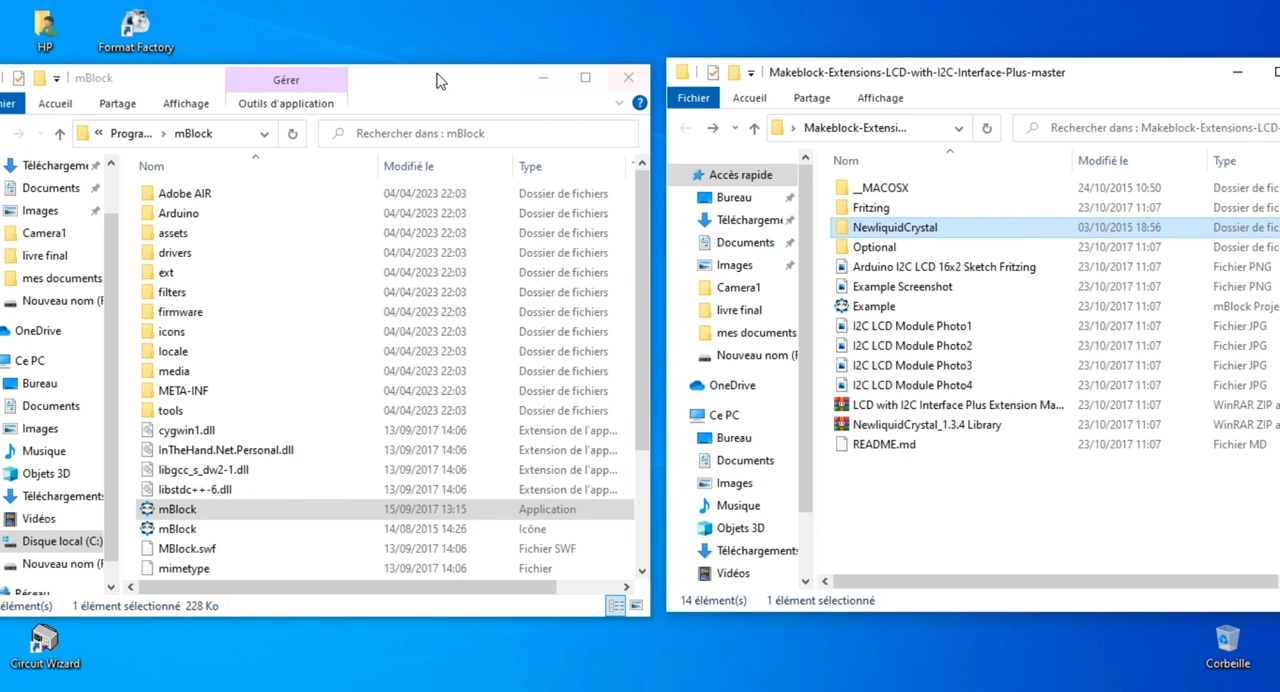 HP
Format Factory
mBlock
Gérer
hier
Accueil
Partage
Affichage
Outils d'application
« Progra... > mBlock
Rechercher dans : mBlock
Nom
Modifié le
Type
Téléchargeme
Documents
Images
Camera1
livre final
mes documents
Nouveau nom (F
OneDrive
Ce PC
Bureau
Documents
Images
Musique
Objets 3D
Téléchargements
Vidéos
Disque local (C:)
Nouveau nom (F
Réseau
Adobe AIR 04/04/2023 22:03 Dossier de fichiers
Arduino 04/04/2023 22:03 Dossier de fichiers
assets 04/04/2023 22:03 Dossier de fichiers
drivers 04/04/2023 22:03 Dossier de fichiers
ext 04/04/2023 22:03 Dossier de fichiers
filters 04/04/2023 22:03 Dossier de fichiers
firmware 04/04/2023 22:03 Dossier de fichiers
icons 04/04/2023 22:03 Dossier de fichiers
locale 04/04/2023 22:03 Dossier de fichiers
media 04/04/2023 22:03 Dossier de fichiers
META-INF 04/04/2023 22:03 Dossier de fichiers
tools 04/04/2023 22:03 Dossier de fichiers
cygwin1.dll 13/09/2017 14:06 Extension de l'app...
InTheHand.Net.Personal.dll 13/09/2017 14:06 Extension de l'app...
libgcc_s_dw2-1.dll 13/09/2017 14:06 Extension de l'app...
libstdc++-6.dll 13/09/2017 14:06 Extension de l'app...
mBlock 15/09/2017 13:15 Application
mBlock 14/08/2015 14:26 Icône
MBlock.swf 13/09/2017 14:06 Fichier SWF
mimetype 13/09/2017 14:06 Fichier
élément(s) 1 élément sélectionné 228 Ko
Makeblock-Extensions-LCD-with-I2C-Interface-Plus-master
Fichier
Accueil
Partage
Affichage
> Makeblock-Extensi...
Rechercher dans : Makeblock-Extensions-LCD-
Nom
Modifié le
Type
Accès rapide
Bureau
Téléchargeme
Documents
Images
Camera1
livre final
mes documents
Nouveau nom (F
OneDrive
Ce PC
Bureau
Documents
Images
Musique
Objets 3D
Téléchargements
Vidéos
__MACOSX 24/10/2015 10:50 Dossier de fic
Fritzing 23/10/2017 11:07 Dossier de fic
NewliquidCrystal 03/10/2015 18:56 Dossier de fic
Optional 23/10/2017 11:07 Dossier de fic
Arduino I2C LCD 16x2 Sketch Fritzing 23/10/2017 11:07 Fichier PNG
Example Screenshot 23/10/2017 11:07 Fichier PNG
Example 23/10/2017 11:07 mBlock Proje
I2C LCD Module Photo1 23/10/2017 11:07 Fichier JPG
I2C LCD Module Photo2 23/10/2017 11:07 Fichier JPG
I2C LCD Module Photo3 23/10/2017 11:07 Fichier JPG
I2C LCD Module Photo4 23/10/2017 11:07 Fichier JPG
LCD with I2C Interface Plus Extension Ma... 23/10/2017 11:07 WinRAR ZIP a
NewliquidCrystal_1.3.4 Library 23/10/2017 11:07 WinRAR ZIP a
README.md 23/10/2017 11:07 Fichier MD
14 élément(s) 1 élément sélectionné
Circuit Wizard
Corbeille